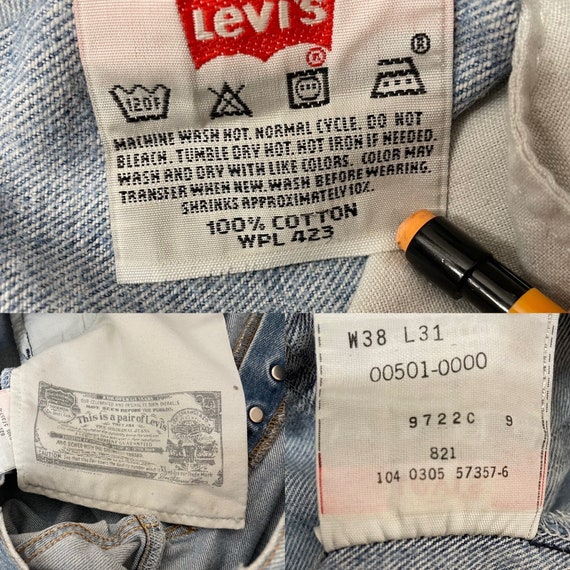 Levi's
®
®
120F
MACHINE WASH HOT. NORMAL CYCLE. DO NOT
BLEACH. TUMBLE DRY HOT. HOT IRON IF NEEDED.
WASH AND DRY WITH LIKE COLORS. COLOR MAY
TRANSFER WHEN NEW. WASH BEFORE WEARING.
SHRINKS APPROXIMATELY 10%.
100% COTTON
WPL 423
This is a pair of Levi's
W38 L31
00501-0000
9722C 9
821
104 0305 57357-6